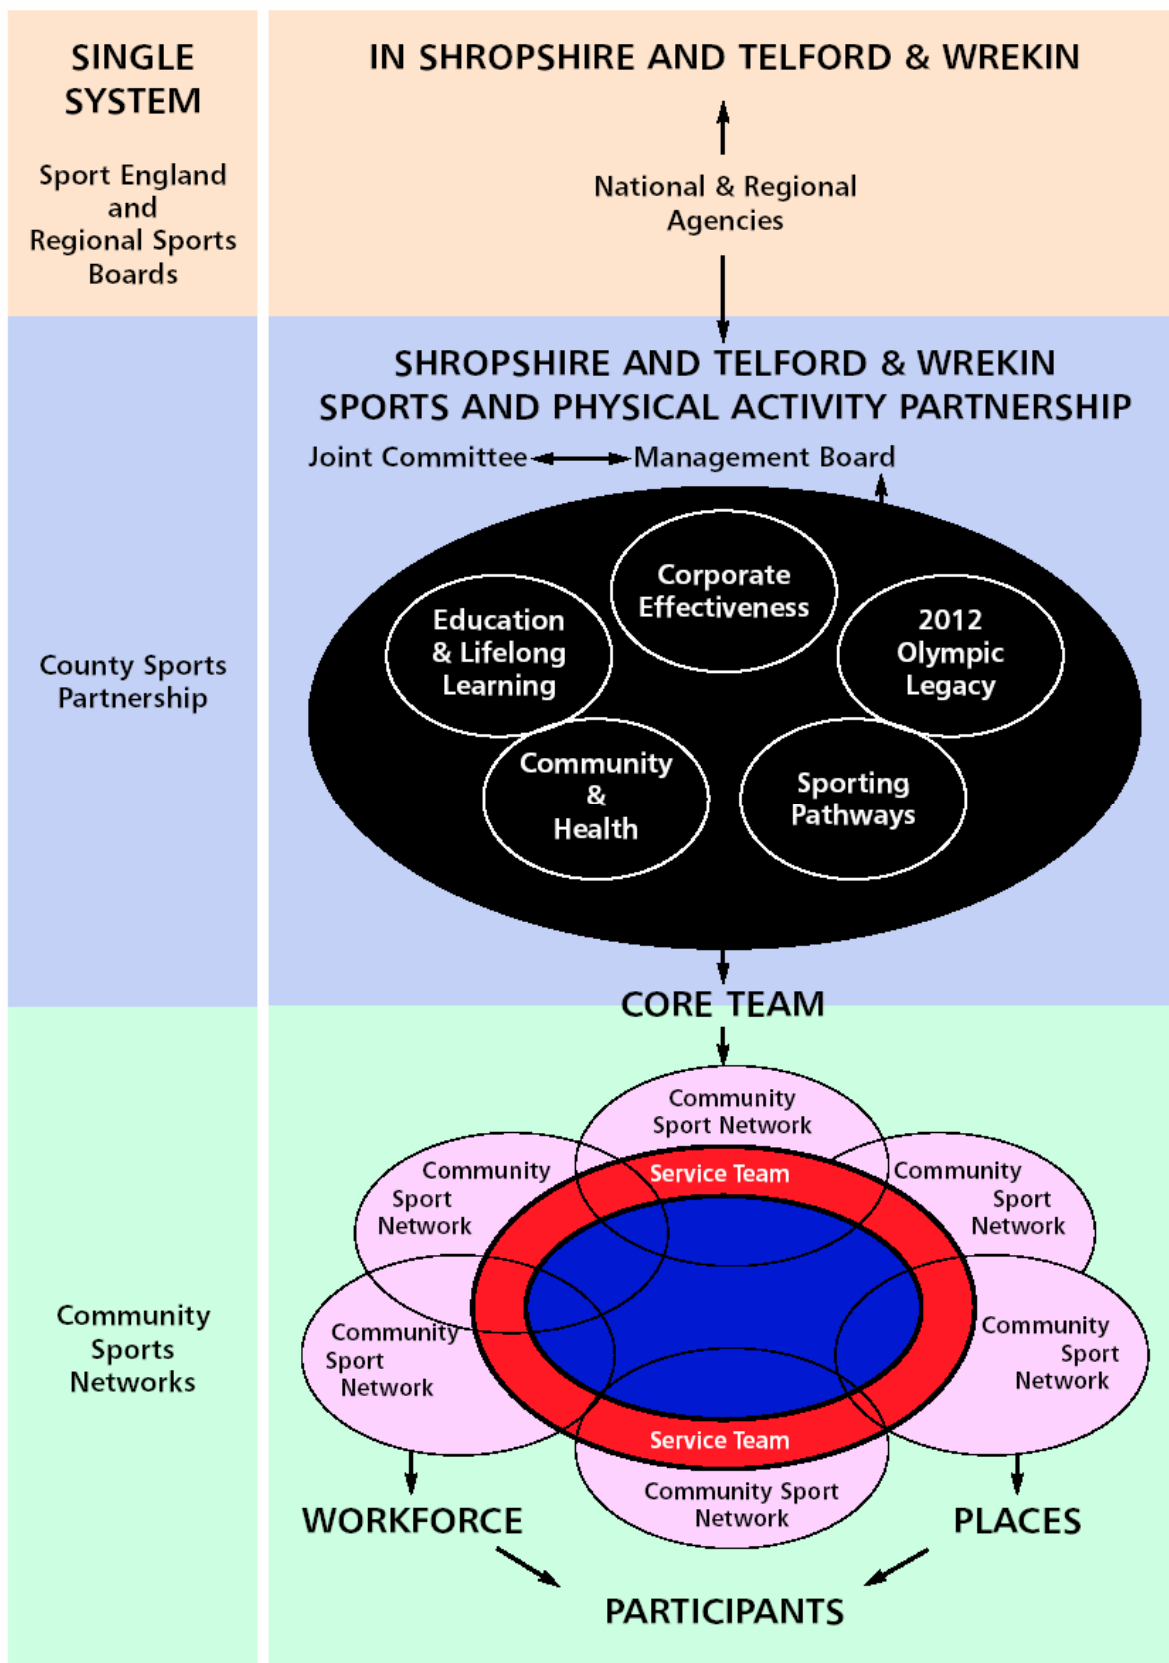 SINGLE
SYSTEM
Sport England
and
Regional Sports
Boards
IN SHROPSHIRE AND TELFORD & WREKIN
National & Regional
Agencies
County Sports
Partnership
SHROPSHIRE AND TELFORD & WREKIN
SPORTS AND PHYSICAL ACTIVITY PARTNERSHIP
Joint Committee
Management Board
Corporate
Effectiveness
Education
& Lifelong
Learning
2012
Olympic
Legacy
Community
&
Health
Sporting
Pathways
CORE TEAM
Community
Sports
Networks
Community
Sport Network
Service Team
Community
Sport
Network
Community
Sport
Network
Community
Sport
Network
Community
Sport
Network
Service Team
Community Sport
Network
WORKFORCE
PLACES
PARTICIPANTS